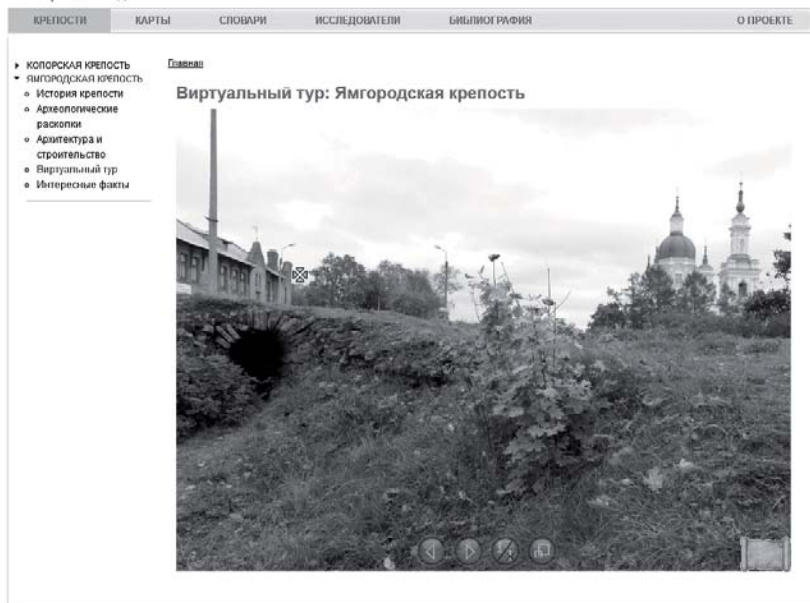 КРЕПОСТИ КАРТЫ СЛОВАРИ ИССЛЕДОВАТЕЛИ БИБЛИОГРАФИЯ О ПРОЕКТЕ
КОПОРСКАЯ КРЕПОСТЬ
ЯМГОРОДСКАЯ КРЕПОСТЬ
История крепости
Археологические
раскопки
Архитектура и
строительство
Виртуальный тур
Интересные факты
Главная
Виртуальный тур: Ямгородская крепость